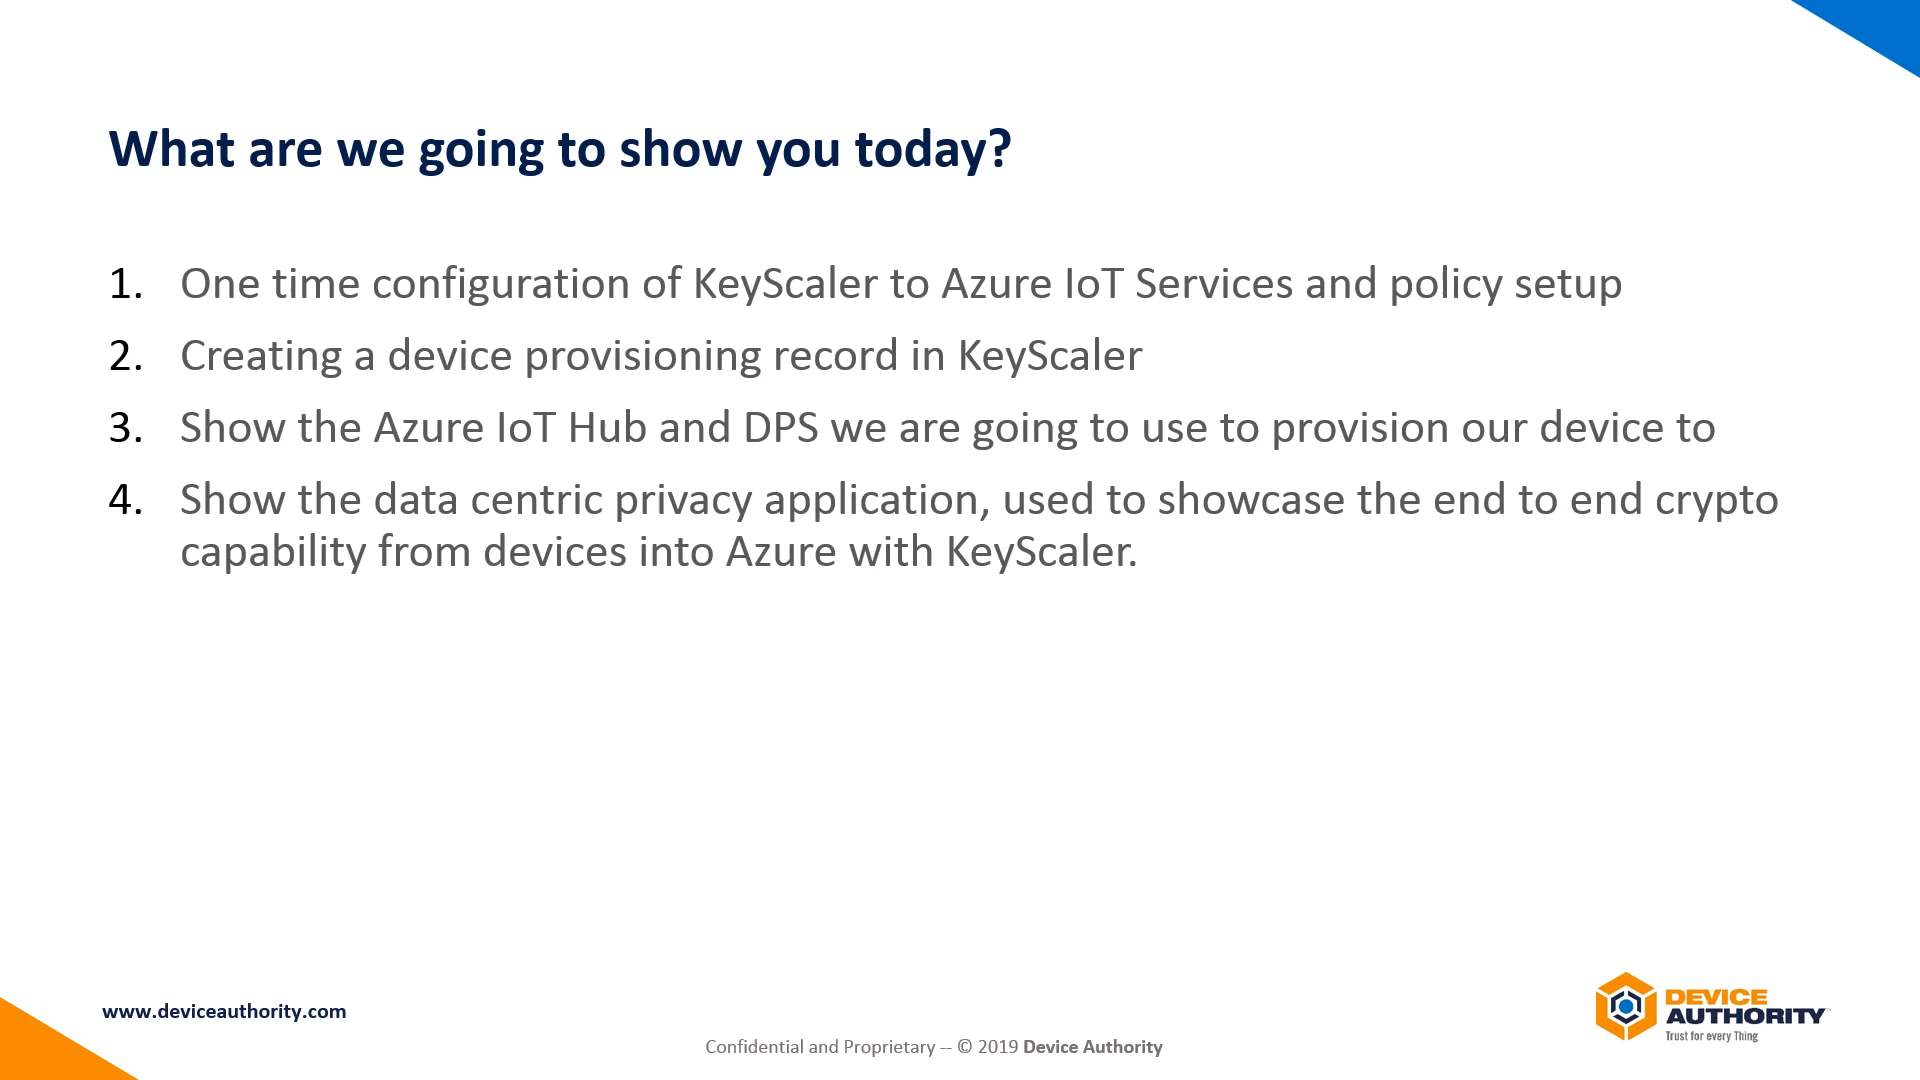 What are we going to show you today?
1. One time configuration of KeyScaler to Azure IoT Services and policy setup
2. Creating a device provisioning record in KeyScaler
3. Show the Azure IoT Hub and DPS we are going to use to provision our device to
4. Show the data centric privacy application, used to showcase the end to end crypto
capability from devices into Azure with KeyScaler.
www.deviceauthority.com
Confidential and Proprietary -- © 2019 Device Authority
DEVICE
AUTHORITY™
Trust for every Thing